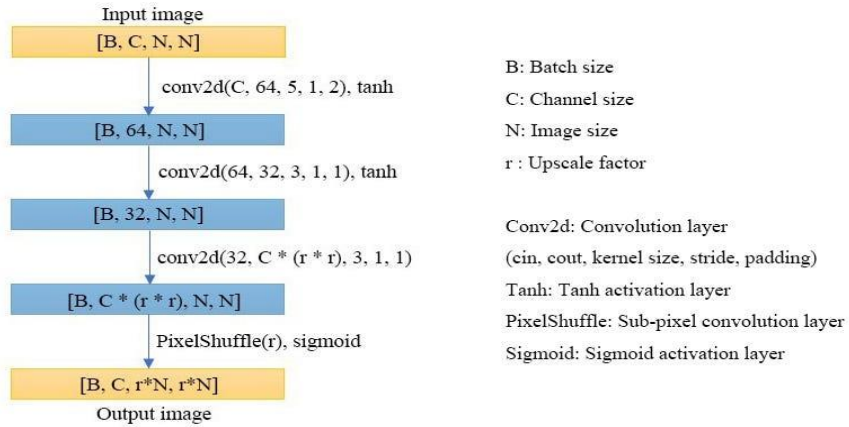 Input image
[B, C, N, N]
conv2d(C, 64, 5, 1, 2), tanh
[B, 64, N, N]
conv2d(64, 32, 3, 1, 1), tanh
[B, 32, N, N]
conv2d(32, C * (r * r), 3, 1, 1)
[B, C * (r * r), N, N]
PixelShuffle(r), sigmoid
[B, C, r*N, r*N]
Output image
B: Batch size
C: Channel size
N: Image size
r : Upscale factor
Conv2d: Convolution layer
(cin, cout, kernel size, stride, padding)
Tanh: Tanh activation layer
PixelShuffle: Sub-pixel convolution layer
Sigmoid: Sigmoid activation layer